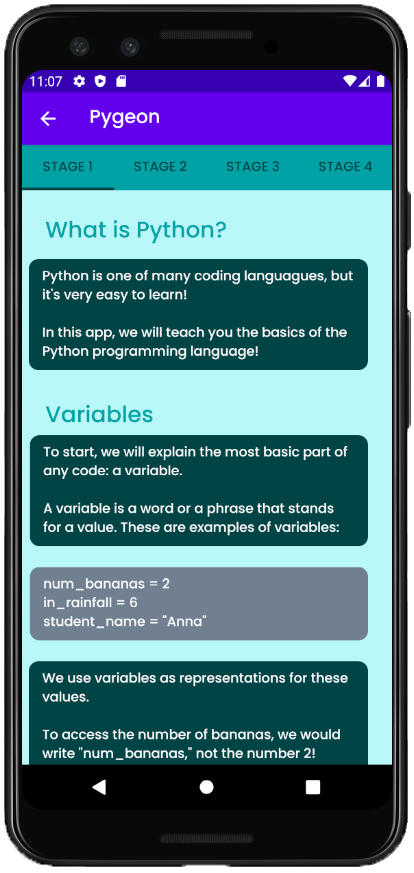 11:07
Pygeon
STAGE 1 STAGE 2 STAGE 3 STAGE 4
What is Python?
Python is one of many coding languagues, but
it's very easy to learn!
In this app, we will teach you the basics of the
Python programming language!
Variables
To start, we will explain the most basic part of
any code: a variable.
A variable is a word or a phrase that stands
for a value. These are examples of variables:
num_bananas = 2
in_rainfall = 6
student_name = "Anna"
We use variables as representations for these
values.
To access the number of bananas, we would
write "num_bananas," not the number 2!